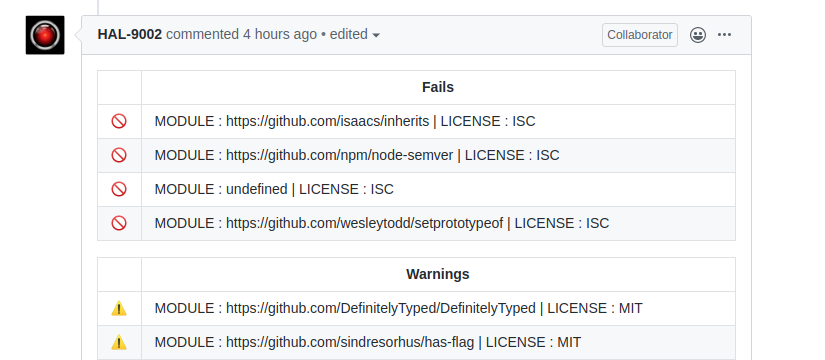 HAL-9002 commented 4 hours ago • edited
Collaborator
Fails
MODULE : https://github.com/isaacs/inherits | LICENSE : ISC
MODULE : https://github.com/npm/node-semver | LICENSE : ISC
MODULE : undefined | LICENSE : ISC
MODULE : https://github.com/wesleytodd/setprototypeof | LICENSE : ISC
Warnings
MODULE : https://github.com/DefinitelyTyped/DefinitelyTyped | LICENSE : MIT
MODULE : https://github.com/sindresorhus/has-flag | LICENSE : MIT